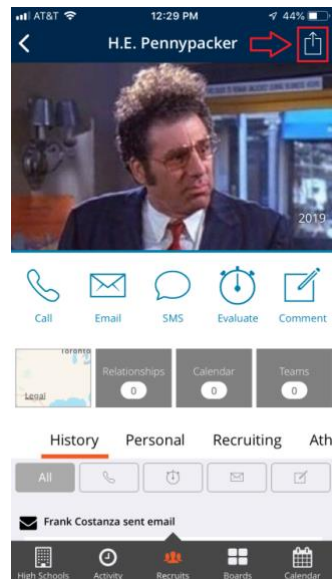 AT&T 12:29 PM 44%
H.E. Pennypacker
2019
Call Email SMS Evaluate Comment
Toronto
Legal
Relationships Calendar Teams
0 0 0
History Personal Recruiting Ath
All
Frank Costanza sent email
High Schools Activity Recruits Boards Calendar